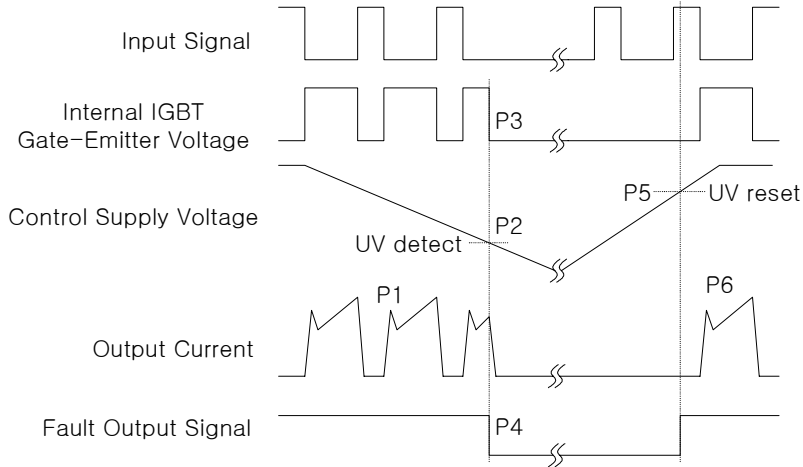 Input Signal
Internal IGBT
Gate-Emitter Voltage
P3
Control Supply Voltage
P2
UV detect
P5
UV reset
Output Current
P1
P6
Fault Output Signal
P4